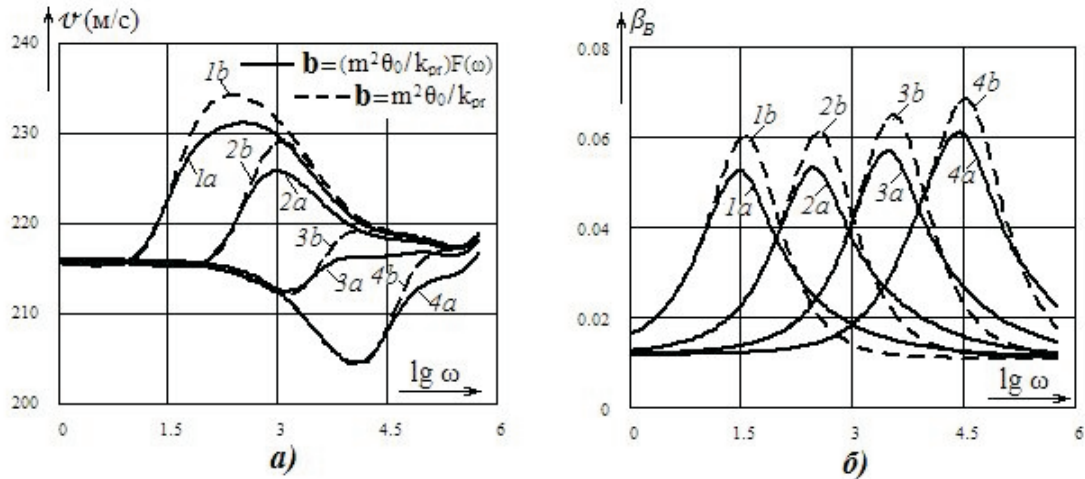 𝑣 (м/с)
240
230
220
210
200
0 1.5 3 4.5 6
1b
b=(m²θ₀/kₚᵣ)F(ω)
b=m²θ₀/kₚᵣ
2b
1a
2a
3b
3a
4b
4a
lg ω
а)
β_B
0.08
0.06
0.04
0.02
0
0 1.5 3 4.5 6
1b
2b
3b
4b
1a
2a
3a
4a
lg ω
б)